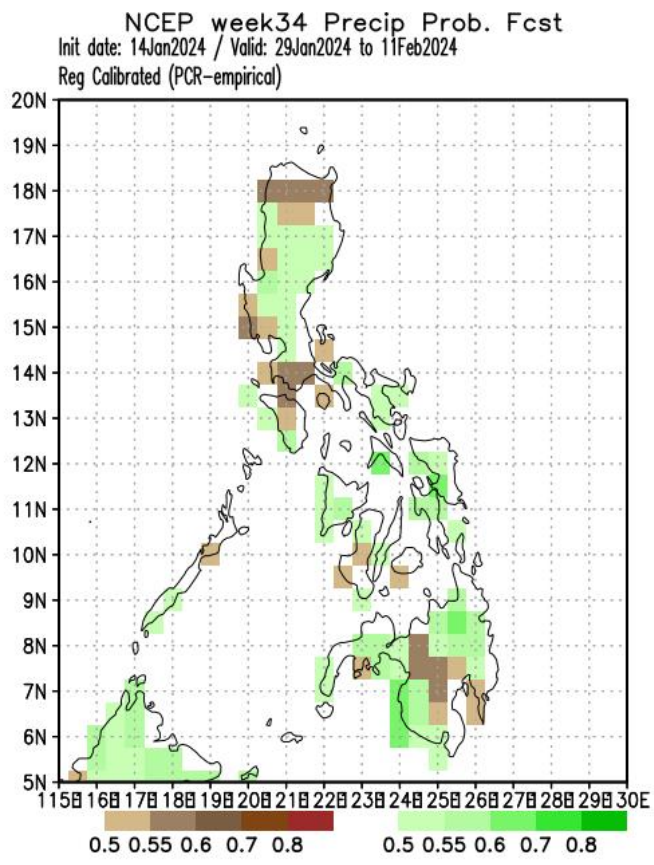 NCEP week34 Precip Prob. Fcst
Init date: 14Jan2024 / Valid: 29Jan2024 to 11Feb2024
Reg Calibrated (PCR-empirical)
20N
19N
18N
17N
16N
15N
14N
13N
12N
11N
10N
9N
8N
7N
6N
5N
115E 116E 117E 118E 119E 120E 121E 122E 123E 124E 125E 126E 127E 128E 129E 130E
0.5 0.55 0.6 0.7 0.8 0.5 0.55 0.6 0.7 0.8